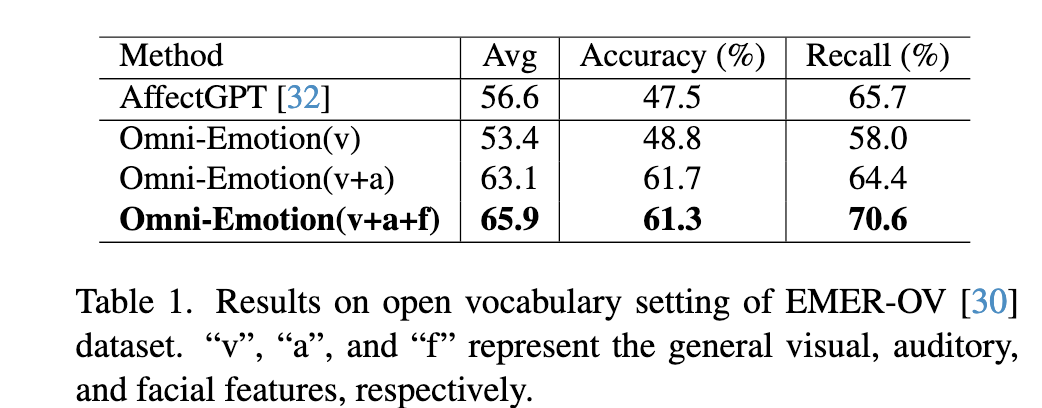 Method Avg Accuracy (%) Recall (%)
AffectGPT [32] 56.6 47.5 65.7
Omni-Emotion(v) 53.4 48.8 58.0
Omni-Emotion(v+a) 63.1 61.7 64.4
Omni-Emotion(v+a+f) 65.9 61.3 70.6
Table 1. Results on open vocabulary setting of EMER-OV [30]
dataset. “v”, “a”, and “f” represent the general visual, auditory,
and facial features, respectively.